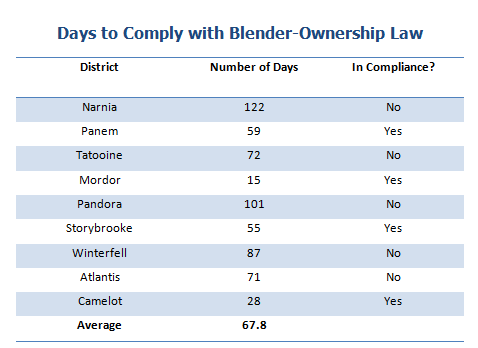 Days to Comply with Blender-Ownership Law
District Number of Days In Compliance?
Narnia 122 No
Panem 59 Yes
Tatooine 72 No
Mordor 15 Yes
Pandora 101 No
Storybrooke 55 Yes
Winterfell 87 No
Atlantis 71 No
Camelot 28 Yes
Average 67.8